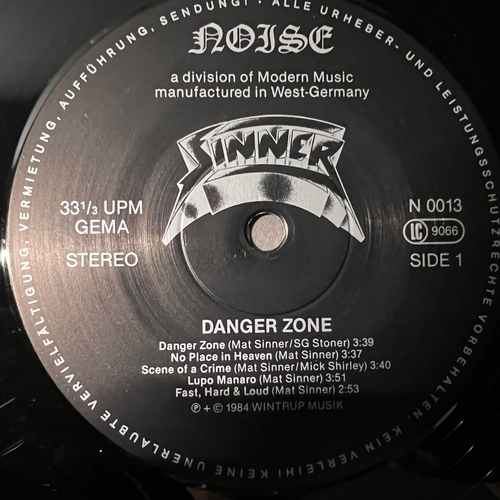 NOISE
a division of Modern Music
manufactured in West-Germany
SINNER
33 1/3 UPM
GEMA
STEREO
N 0013
LC 9066
SIDE 1
DANGER ZONE
Danger Zone (Mat Sinner/SG Stoner) 3:39
No Place in Heaven (Mat Sinner) 3:37
Scene of a Crime (Mat Sinner/Mick Shirley) 3:40
Lupo Manaro (Mat Sinner) 3:51
Fast, Hard & Loud (Mat Sinner) 2:53
℗ + © 1984 WINTRUP MUSIK
ALLE URHEBER- UND LEISTUNGSSCHUTZRECHTE VORBEHALTEN. KEIN VERLEIH! KEINE UNERLAUBTE VERVIELFÄLTIGUNG, VERMIETUNG, AUFFÜHRUNG, SENDUNG! ·